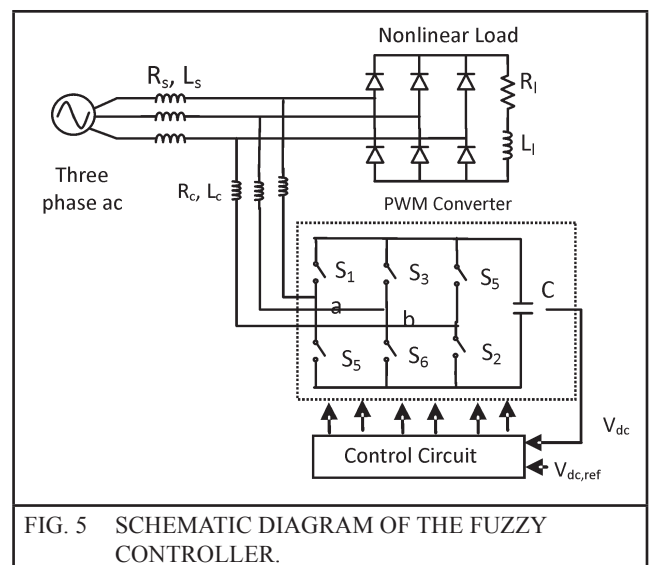 Nonlinear Load
Rs, Ls
Rl
Ll
Three
phase ac
Rc, Lc
PWM Converter
S1
S3
S5
C
a
b
S5
S6
S2
Vdc
Control Circuit
Vdc,ref
FIG. 5 SCHEMATIC DIAGRAM OF THE FUZZY
CONTROLLER.